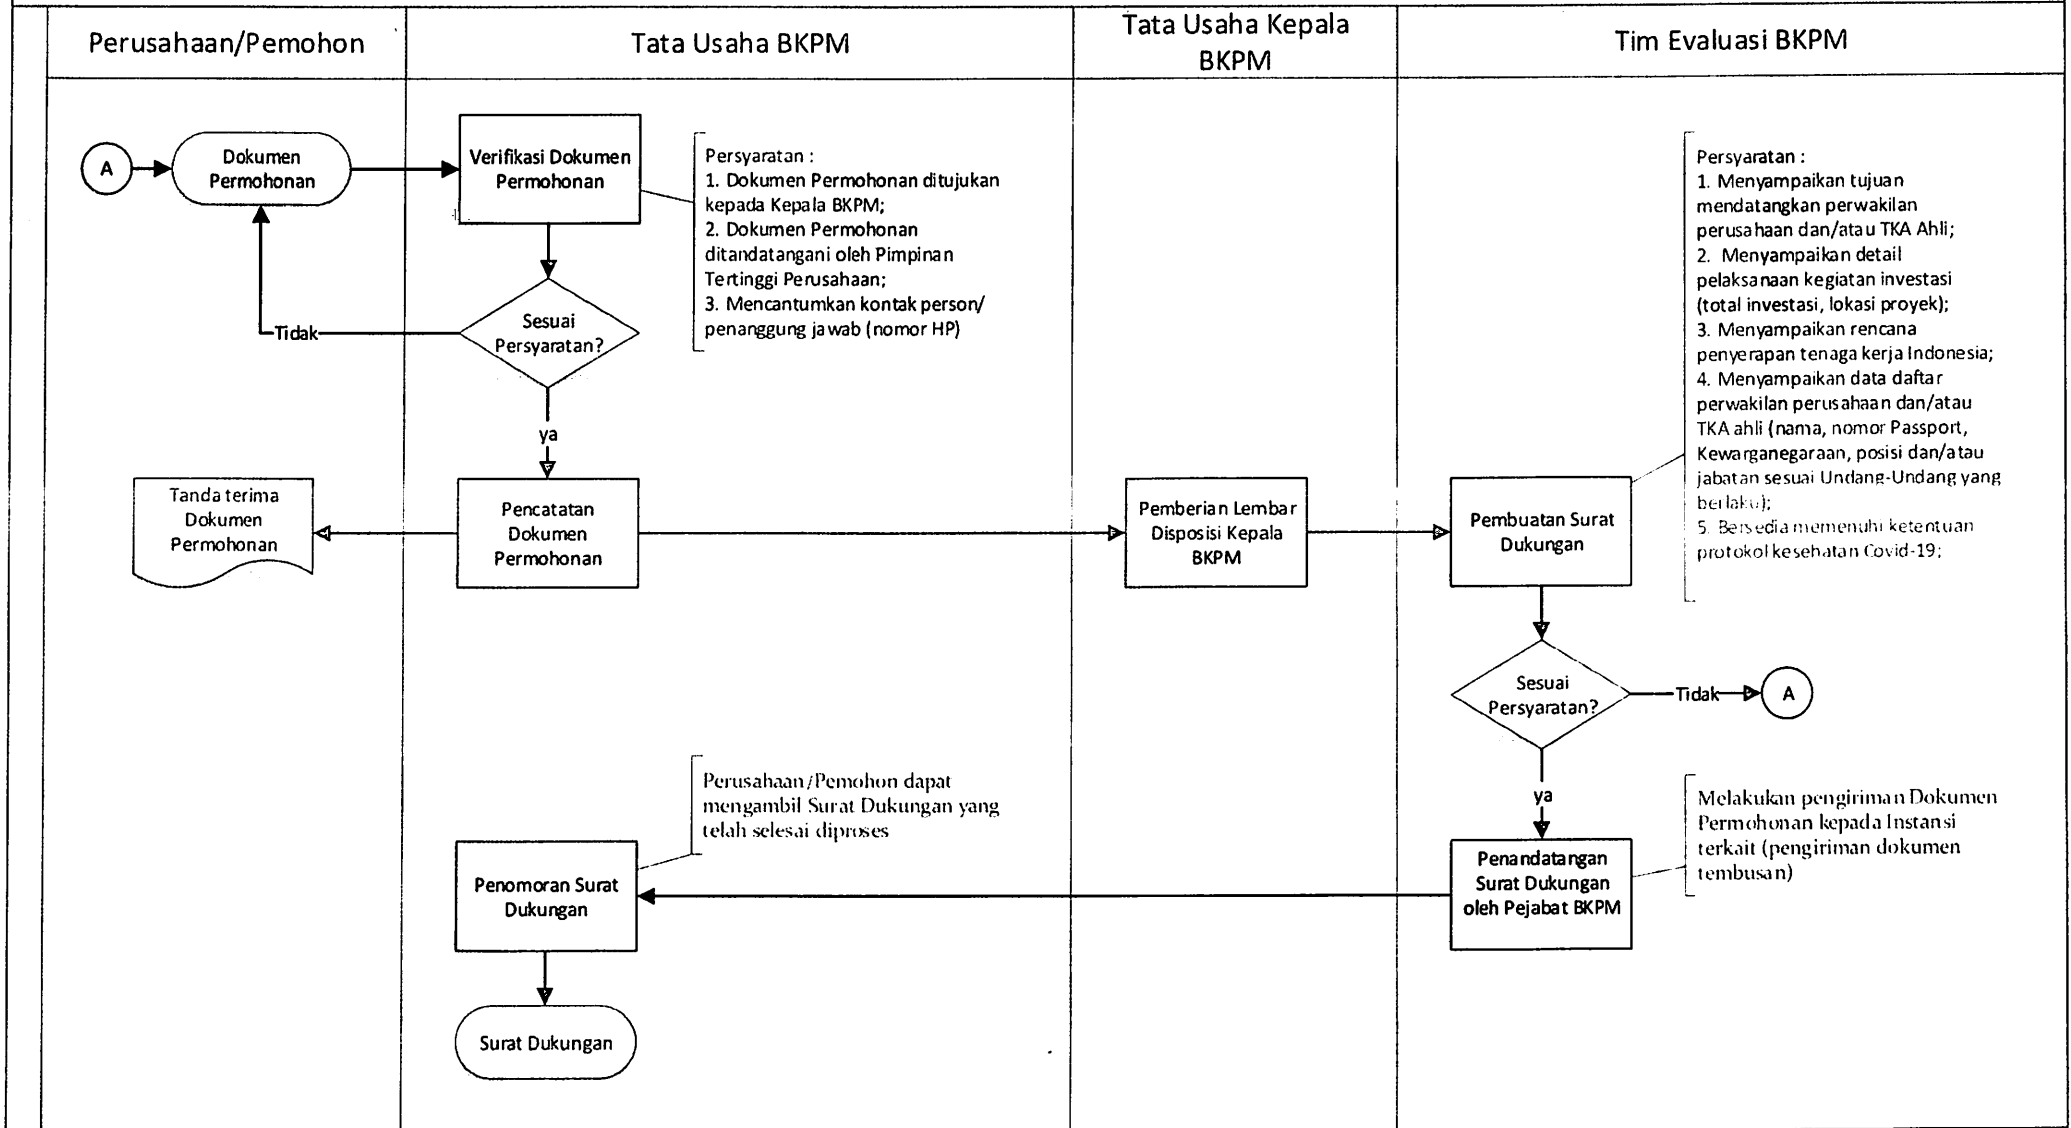 Perusahaan/Pemohon
Tata Usaha BKPM
Tata Usaha Kepala
BKPM
Tim Evaluasi BKPM
A
Dokumen
Permohonan
Verifikasi Dokumen
Permohonan
Persyaratan :
1. Dokumen Permohonan ditujukan
kepada Kepala BKPM;
2. Dokumen Permohonan
ditandatangani oleh Pimpinan
Tertinggi Perusahaan;
3. Mencantumkan kontak person/
penanggung jawab (nomor HP)
Persyaratan :
1. Menyampaikan tujuan
mendatangkan perwakilan
perusahaan dan/atau TKA Ahli;
2. Menyampaikan detail
pelaksanaan kegiatan investasi
(total investasi, lokasi proyek);
3. Menyampaikan rencana
penyerapan tenaga kerja Indonesia;
4. Menyampaikan data daftar
perwakilan perusahaan dan/atau
TKA ahli (nama, nomor Passport,
Kewarganegaraan, posisi dan/atau
jabatan sesuai Undang-Undang yang
berlaku);
5. Bersedia memenuhi ketentuan
protokol kesehatan Covid-19;
Sesuai
Persyaratan?
Tidak
ya
Tanda terima
Dokumen
Permohonan
Pencatatan
Dokumen
Permohonan
Pemberian Lembar
Disposisi Kepala
BKPM
Pembuatan Surat
Dukungan
Sesuai
Persyaratan?
Tidak
A
ya
Perusahaan/Pemohon dapat
mengambil Surat Dukungan yang
telah selesai diproses
Melakukan pengiriman Dokumen
Permohonan kepada Instansi
terkait (pengiriman dokumen
tembusan)
Penomoran Surat
Dukungan
Penandatangan
Surat Dukungan
oleh Pejabat BKPM
Surat Dukungan